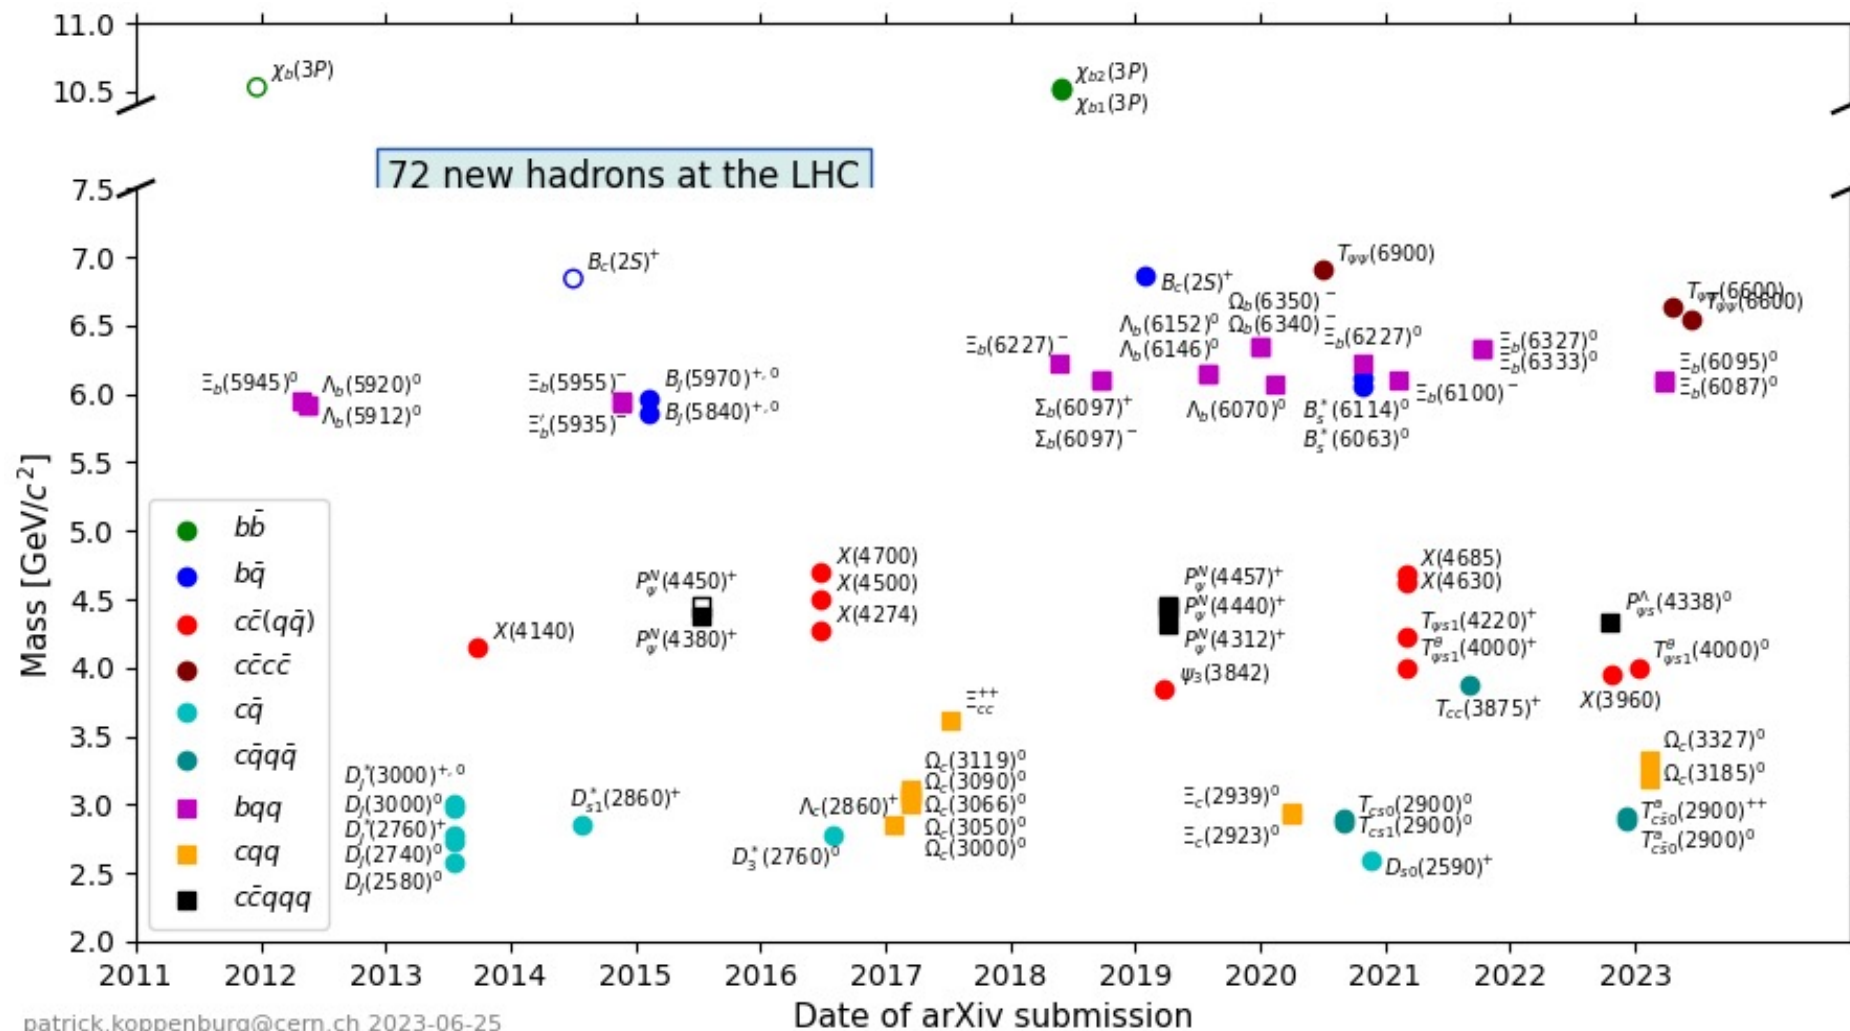 11.0
10.5
7.5
7.0
6.5
6.0
5.5
5.0
4.5
4.0
3.5
3.0
2.5
2.0
Mass [GeV/c²]
χb(3P)
χb2(3P)
χb1(3P)
72 new hadrons at the LHC
Bc(2S)⁺
Bc(2S)⁺
Tψψ(6900)
Tψψ(6600)
Tψψ(6600)
Ξb(5945)⁰
Λb(5920)⁰
Λb(5912)⁰
Ξb(5955)⁻
Ξ′b(5935)⁻
BJ(5970)⁺·⁰
BJ(5840)⁺·⁰
Ξb(6227)⁻
Σb(6097)⁺
Σb(6097)⁻
Λb(6152)⁰
Λb(6146)⁰
Ωb(6350)⁻
Ωb(6340)⁻
Λb(6070)⁰
Ξb(6227)⁰
B*s(6114)⁰
B*s(6063)⁰
Ξb(6100)⁻
Ξb(6327)⁰
Ξb(6333)⁰
Ξb(6095)⁰
Ξb(6087)⁰
X(4140)
PψN(4450)⁺
PψN(4380)⁺
X(4700)
X(4500)
X(4274)
PψN(4457)⁺
PψN(4440)⁺
PψN(4312)⁺
ψ3(3842)
X(4685)
X(4630)
Tψs1(4220)⁺
Tθψs1(4000)⁺
Tcc(3875)⁺
PΛψs(4338)⁰
Tθψs1(4000)⁰
X(3960)
Ξcc⁺⁺
D*J(3000)⁺·⁰
DJ(3000)⁰
D*J(2760)⁺
DJ(2740)⁰
DJ(2580)⁰
D*s1(2860)⁺
D*3(2760)⁰
Λc(2860)⁺
Ωc(3119)⁰
Ωc(3090)⁰
Ωc(3066)⁰
Ωc(3050)⁰
Ωc(3000)⁰
Ξc(2939)⁰
Ξc(2923)⁰
Tcs0(2900)⁰
Tcs1(2900)⁰
Ds0(2590)⁺
Ωc(3327)⁰
Ωc(3185)⁰
Tacs̄0(2900)⁺⁺
Tacs̄0(2900)⁰
bb̄
bq̄
cc̄(qq̄)
cc̄cc̄
cq̄
cq̄qq̄
bqq
cqq
cc̄qqq
2011 2012 2013 2014 2015 2016 2017 2018 2019 2020 2021 2022 2023
Date of arXiv submission
patrick.koppenburg@cern.ch 2023-06-25